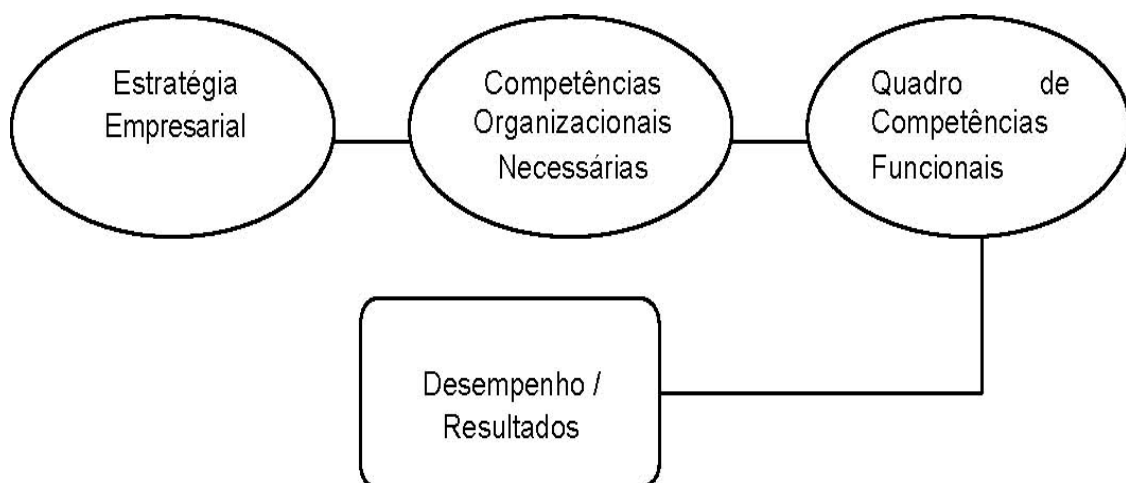 Estratégia
Empresarial
Competências
Organizacionais
Necessárias
Quadro de
Competências
Funcionais
Desempenho /
Resultados